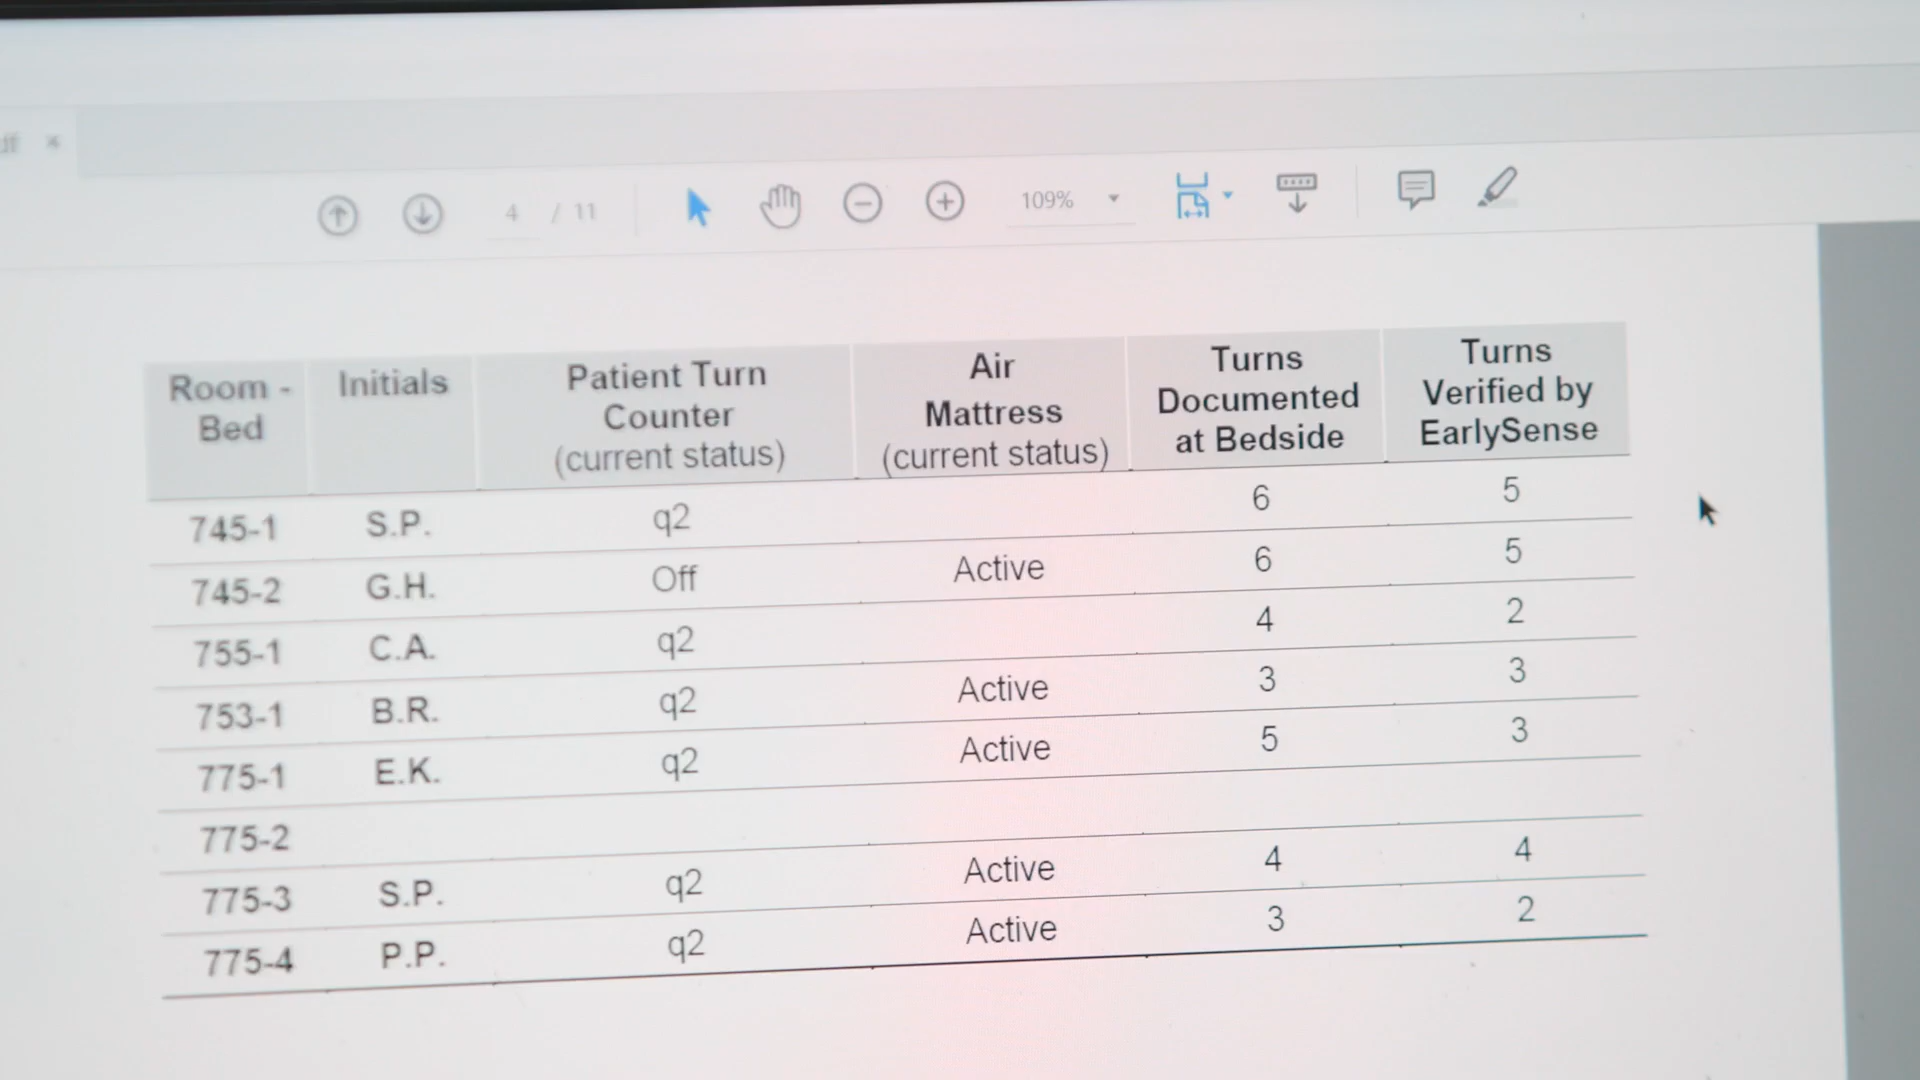 4 / 11 109%
Room - Bed Initials Patient Turn Counter (current status) Air Mattress (current status) Turns Documented at Bedside Turns Verified by EarlySense
745-1 S.P. q2 6 5
745-2 G.H. Off Active 6 5
755-1 C.A. q2 4 2
753-1 B.R. q2 Active 3 3
775-1 E.K. q2 Active 5 3
775-2
775-3 S.P. q2 Active 4 4
775-4 P.P. q2 Active 3 2